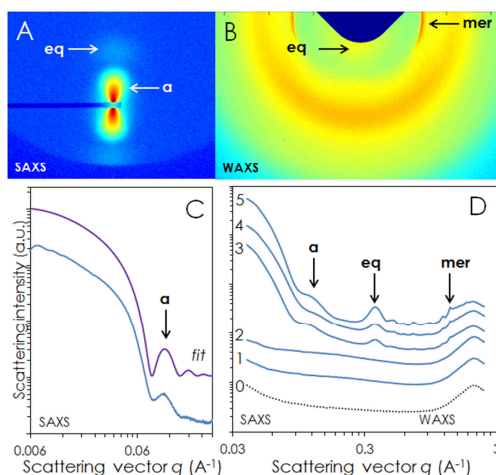 A
eq
a
SAXS
B
eq
mer
WAXS
C
a
fit
SAXS
Scattering intensity (a.u.)
0.006
0.06
Scattering vector q (A⁻¹)
D
5
4
3
2
1
0
a
eq
mer
SAXS
WAXS
0.03
0.3
3
Scattering vector q (A⁻¹)